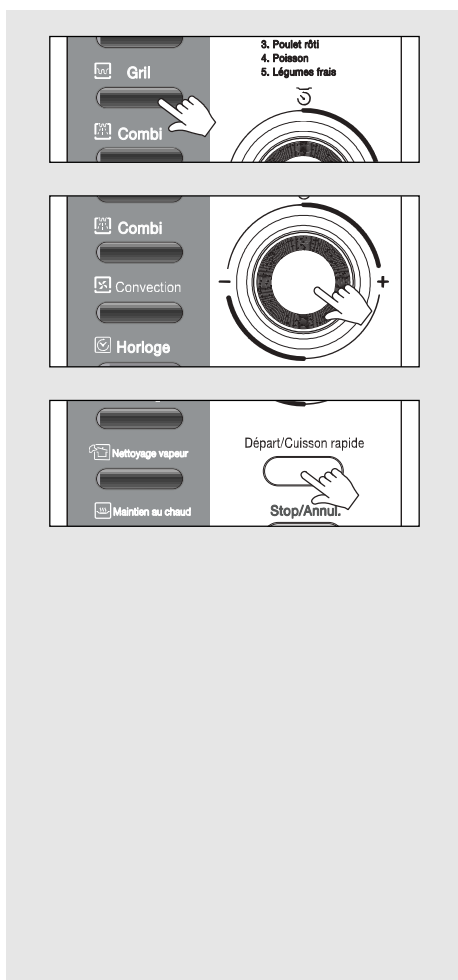 3. Poulet rôti
4. Poisson
5. Légumes frais
Gril
Combi
Combi
Convection
Horloge
- +
Nettoyage vapeur
Départ/Cuisson rapide
Maintien au chaud
Stop/Annul.